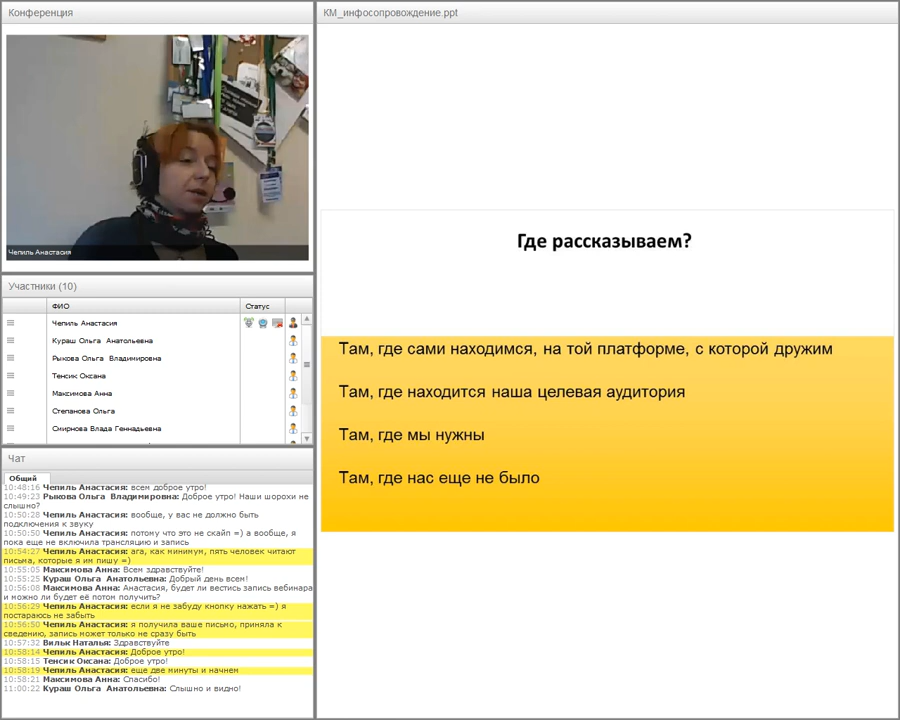 Конференция
Чепиль Анастасия
Участники (10)
ФИО
Статус
Чепиль Анастасия
Кураш Ольга Анатольевна
Рыкова Ольга Владимировна
Тенсик Оксана
Максимова Анна
Степанова Ольга
Смирнова Влада Геннадьевна
Чат
Общий
10:48:16 Чепиль Анастасия: всем доброе утро!
10:49:23 Рыкова Ольга Владимировна: Доброе утро! Наши шорохи не
слышно?
10:50:28 Чепиль Анастасия: вообще, у вас не должно быть
подключения к звуку
10:50:50 Чепиль Анастасия: потому что это не скайп =) а вообще, я
пока еще не включила трансляцию и запись
10:54:27 Чепиль Анастасия: ага, как минимум, пять человек читают
письма, которые я им пишу =)
10:55:05 Максимова Анна: Всем здравствуйте!
10:55:25 Кураш Ольга Анатольевна: Добрый день всем!
10:56:08 Максимова Анна: Анастасия, будет ли вестись запись вебинара
и можно ли будет её потом получить?
10:56:29 Чепиль Анастасия: если я не забуду кнопку нажать =) я
постараюсь не забыть
10:56:50 Чепиль Анастасия: я получила ваше письмо, приняла к
сведению, запись может только не сразу быть
10:57:32 Вильк Наталья: Здравствуйте
10:58:14 Чепиль Анастасия: Доброе утро!
10:58:15 Тенсик Оксана: Доброе утро!
10:58:19 Чепиль Анастасия: еще две минуты и начнем
10:58:21 Максимова Анна: Спасибо!
11:00:22 Кураш Ольга Анатольевна: Слышно и видно!
КМ_инфосопровождение.ppt
Где рассказываем?
Там, где сами находимся, на той платформе, с которой дружим
Там, где находится наша целевая аудитория
Там, где мы нужны
Там, где нас еще не было